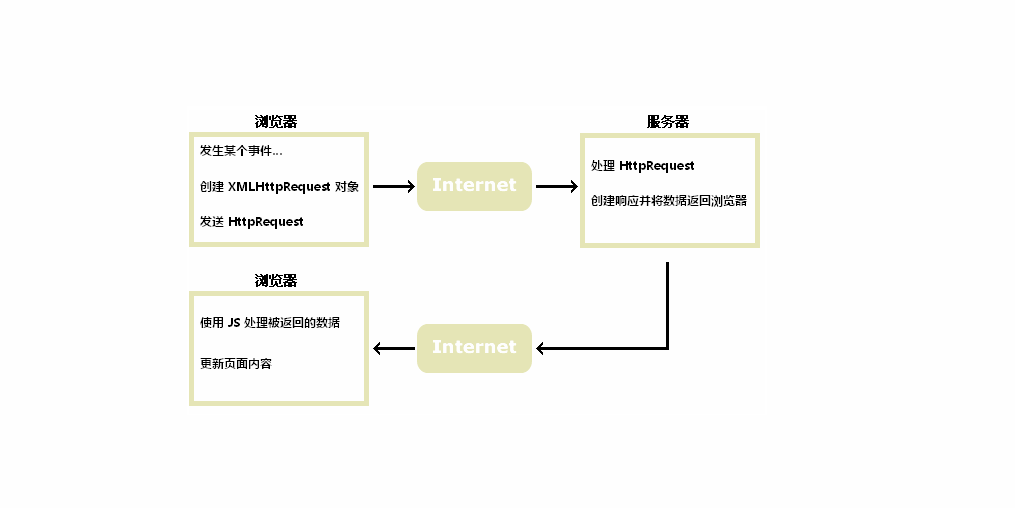 浏览器
发生某个事件...
创建 XMLHttpRequest 对象
发送 HttpRequest
Internet
服务器
处理 HttpRequest
创建响应并将数据返回浏览器
浏览器
使用 JS 处理被返回的数据
更新页面内容
Internet